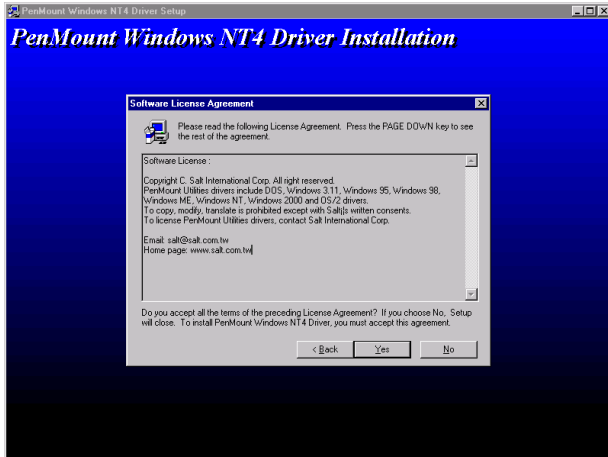 PenMount Windows NT4 Driver Setup
PenMount Windows NT4 Driver Installation
Software License Agreement
Please read the following License Agreement. Press the PAGE DOWN key to see
the rest of the agreement.
Software License :
Copyright C. Salt International Corp. All right reserved.
PenMount Utilities drivers include DOS, Windows 3.11, Windows 95, Windows 98,
Windows ME, Windows NT, Windows 2000 and OS/2 drivers.
To copy, modify, translate is prohibited except with Salt¡¦s written consents.
To license PenMount Utilities drivers, contact Salt International Corp.
Email: salt@salt.com.tw
Home page: www.salt.com.tw
Do you accept all the terms of the preceding License Agreement? If you choose No, Setup
will close. To install PenMount Windows NT4 Driver, you must accept this agreement.
< Back Yes No